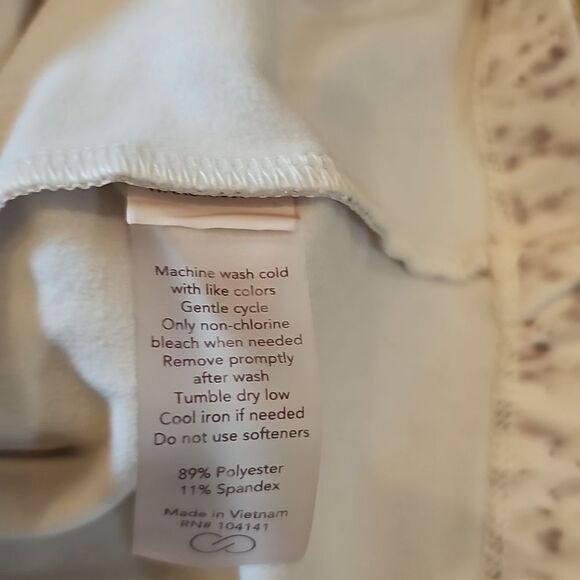 Machine wash cold
with like colors
Gentle cycle
Only non-chlorine
bleach when needed
Remove promptly
after wash
Tumble dry low
Cool iron if needed
Do not use softeners
89% Polyester
11% Spandex
Made in Vietnam
RN# 104141